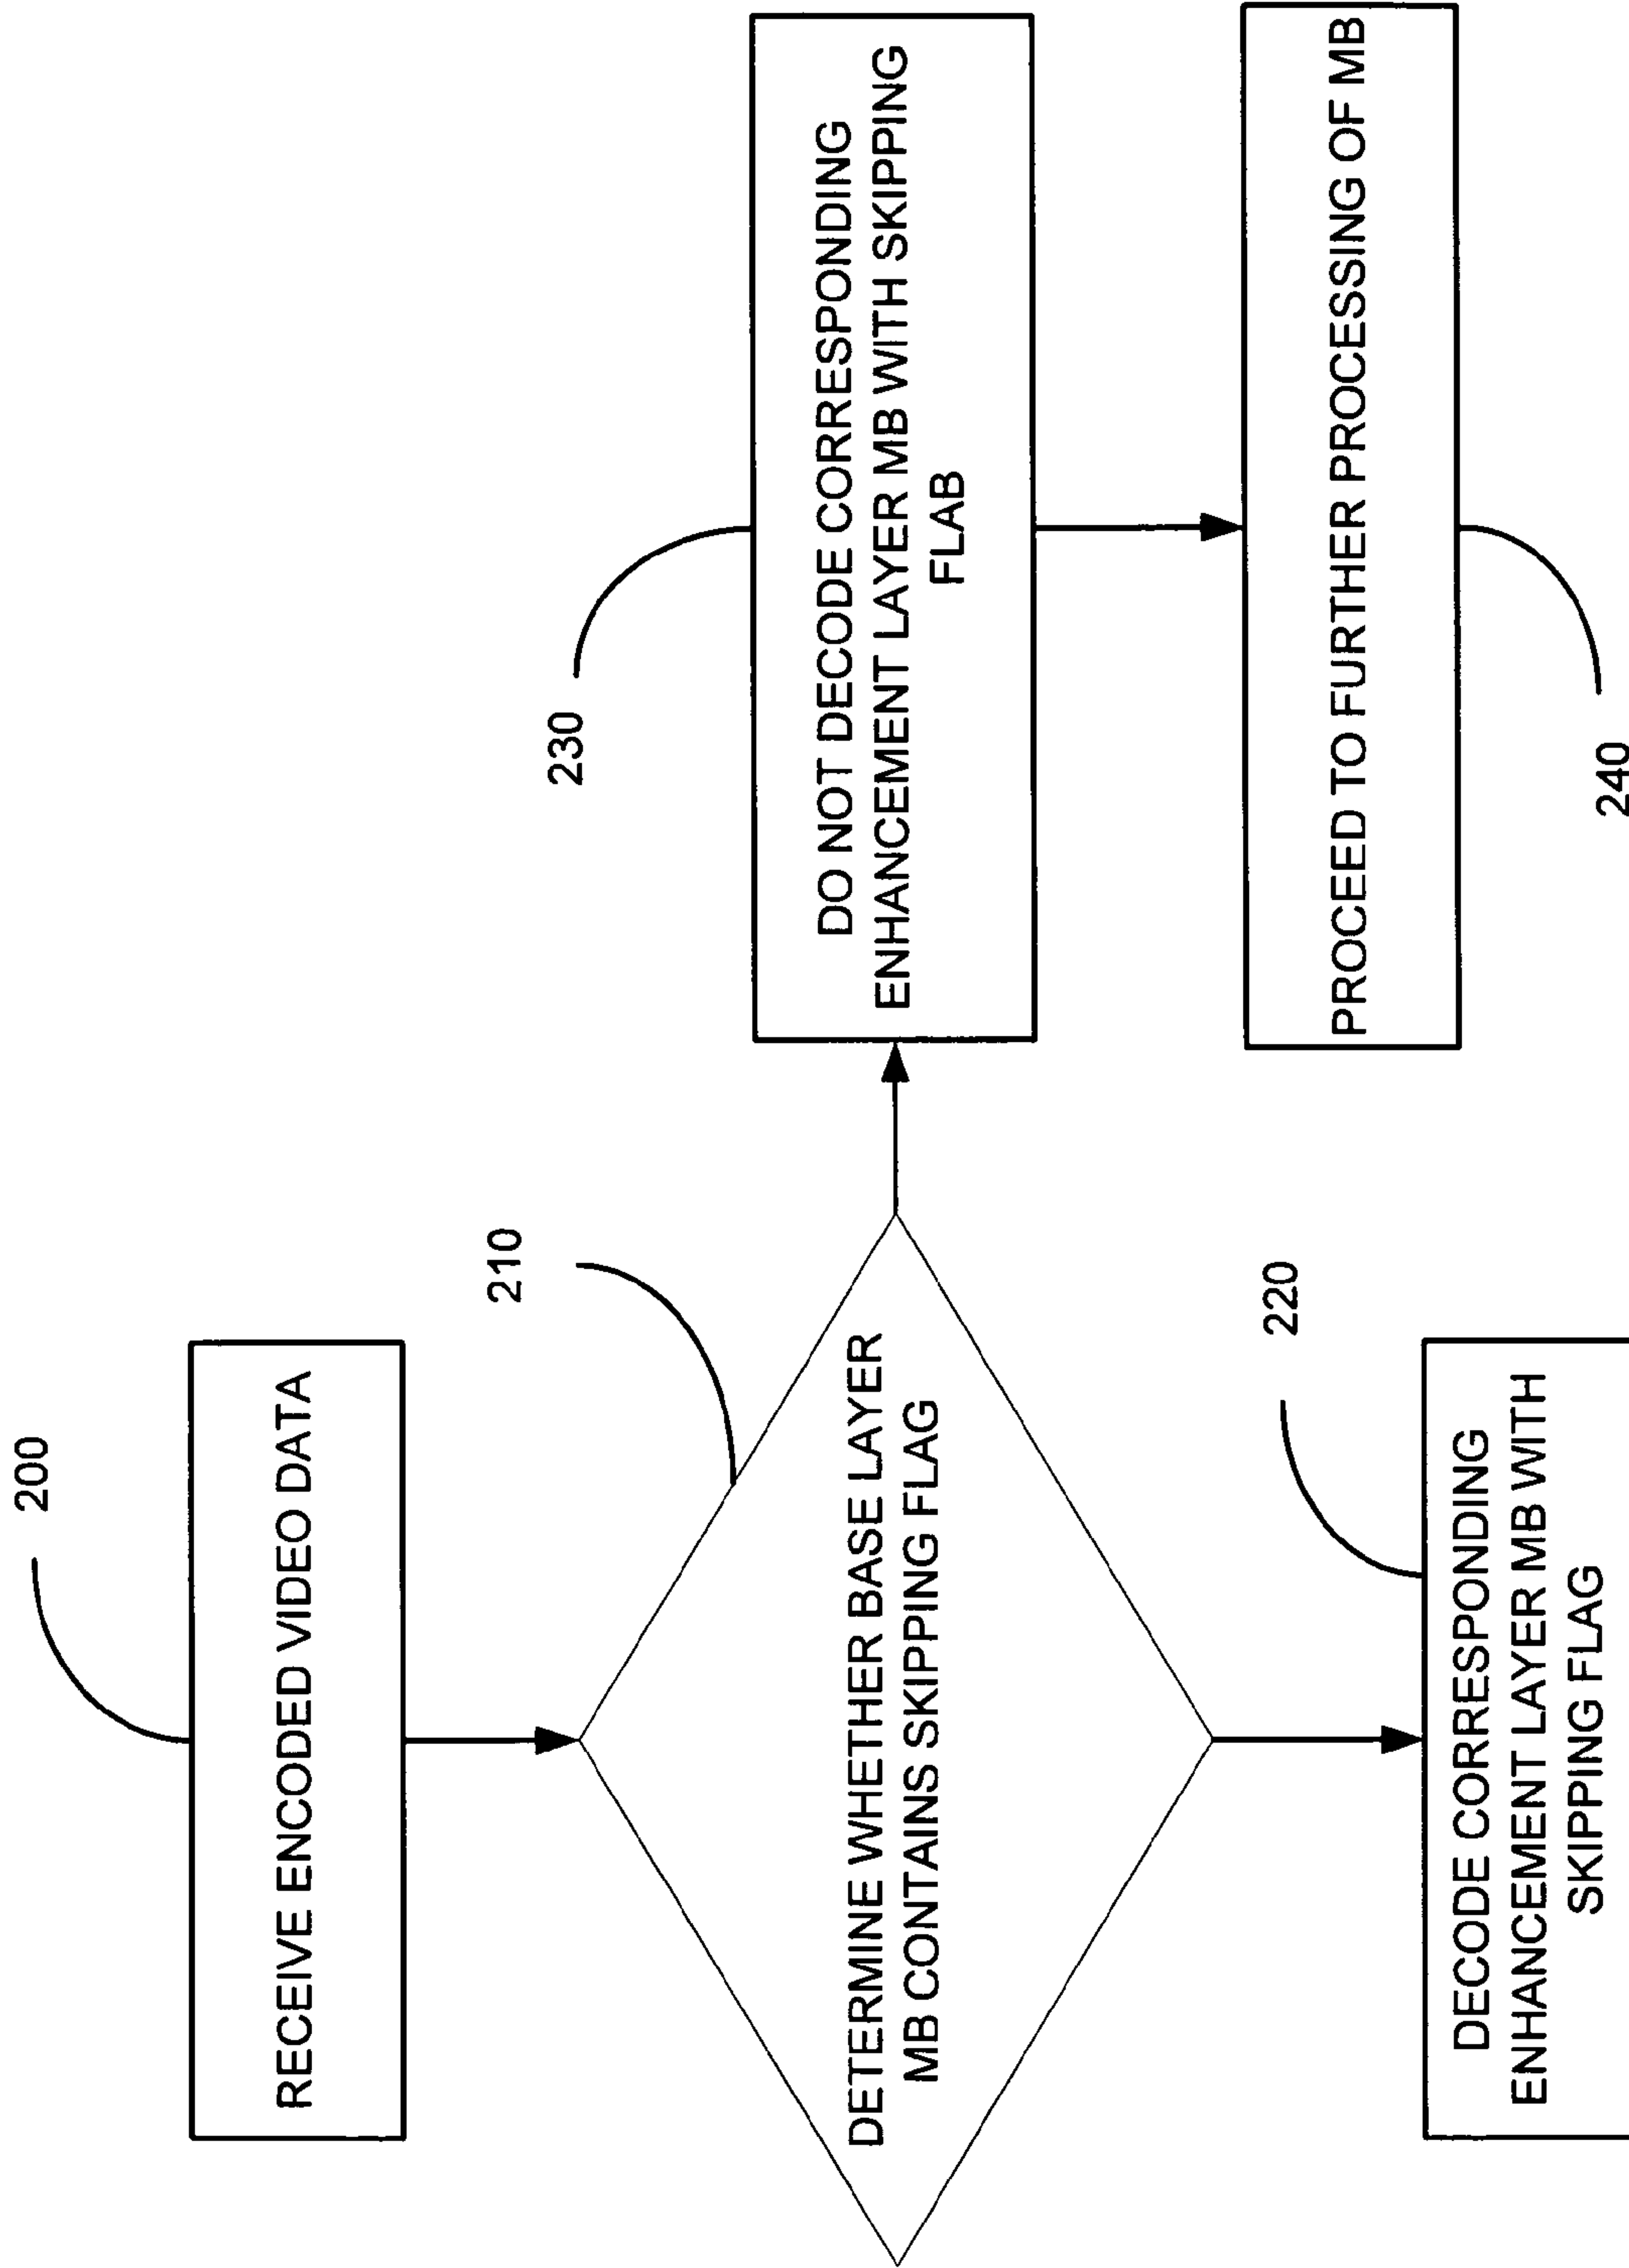 200
RECEIVE ENCODED VIDEO DATA
210
DETERMINE WHETHER BASE LAYER
MB CONTAINS SKIPPING FLAG
220
DECODE CORRESPONDING
ENHANCEMENT LAYER MB WITH
SKIPPING FLAG
230
DO NOT DECODE CORRESPONDING
ENHANCEMENT LAYER MB WITH SKIPPING
FLAB
PROCEED TO FURTHER PROCESSING OF MB
240